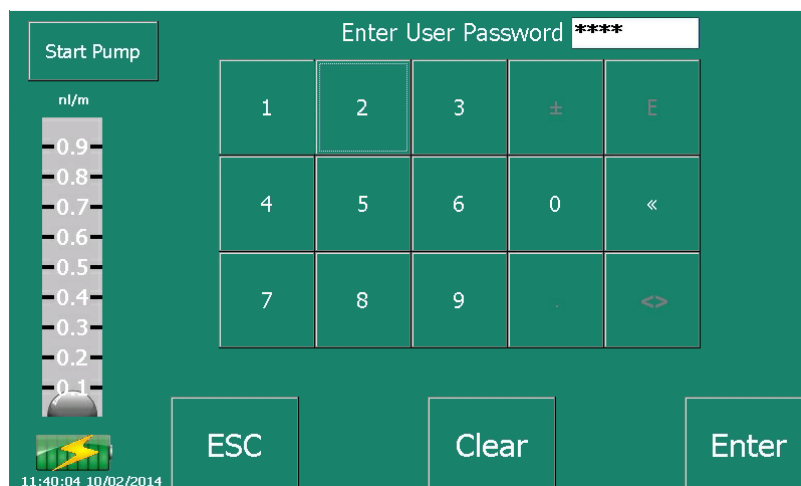 Start Pump
Enter User Password ****
nl/m
0.9
0.8
0.7
0.6
0.5
0.4
0.3
0.2
0.1
1 2 3 ± E
4 5 6 0 «
7 8 9 . <>
ESC Clear Enter
11:40:04 10/02/2014